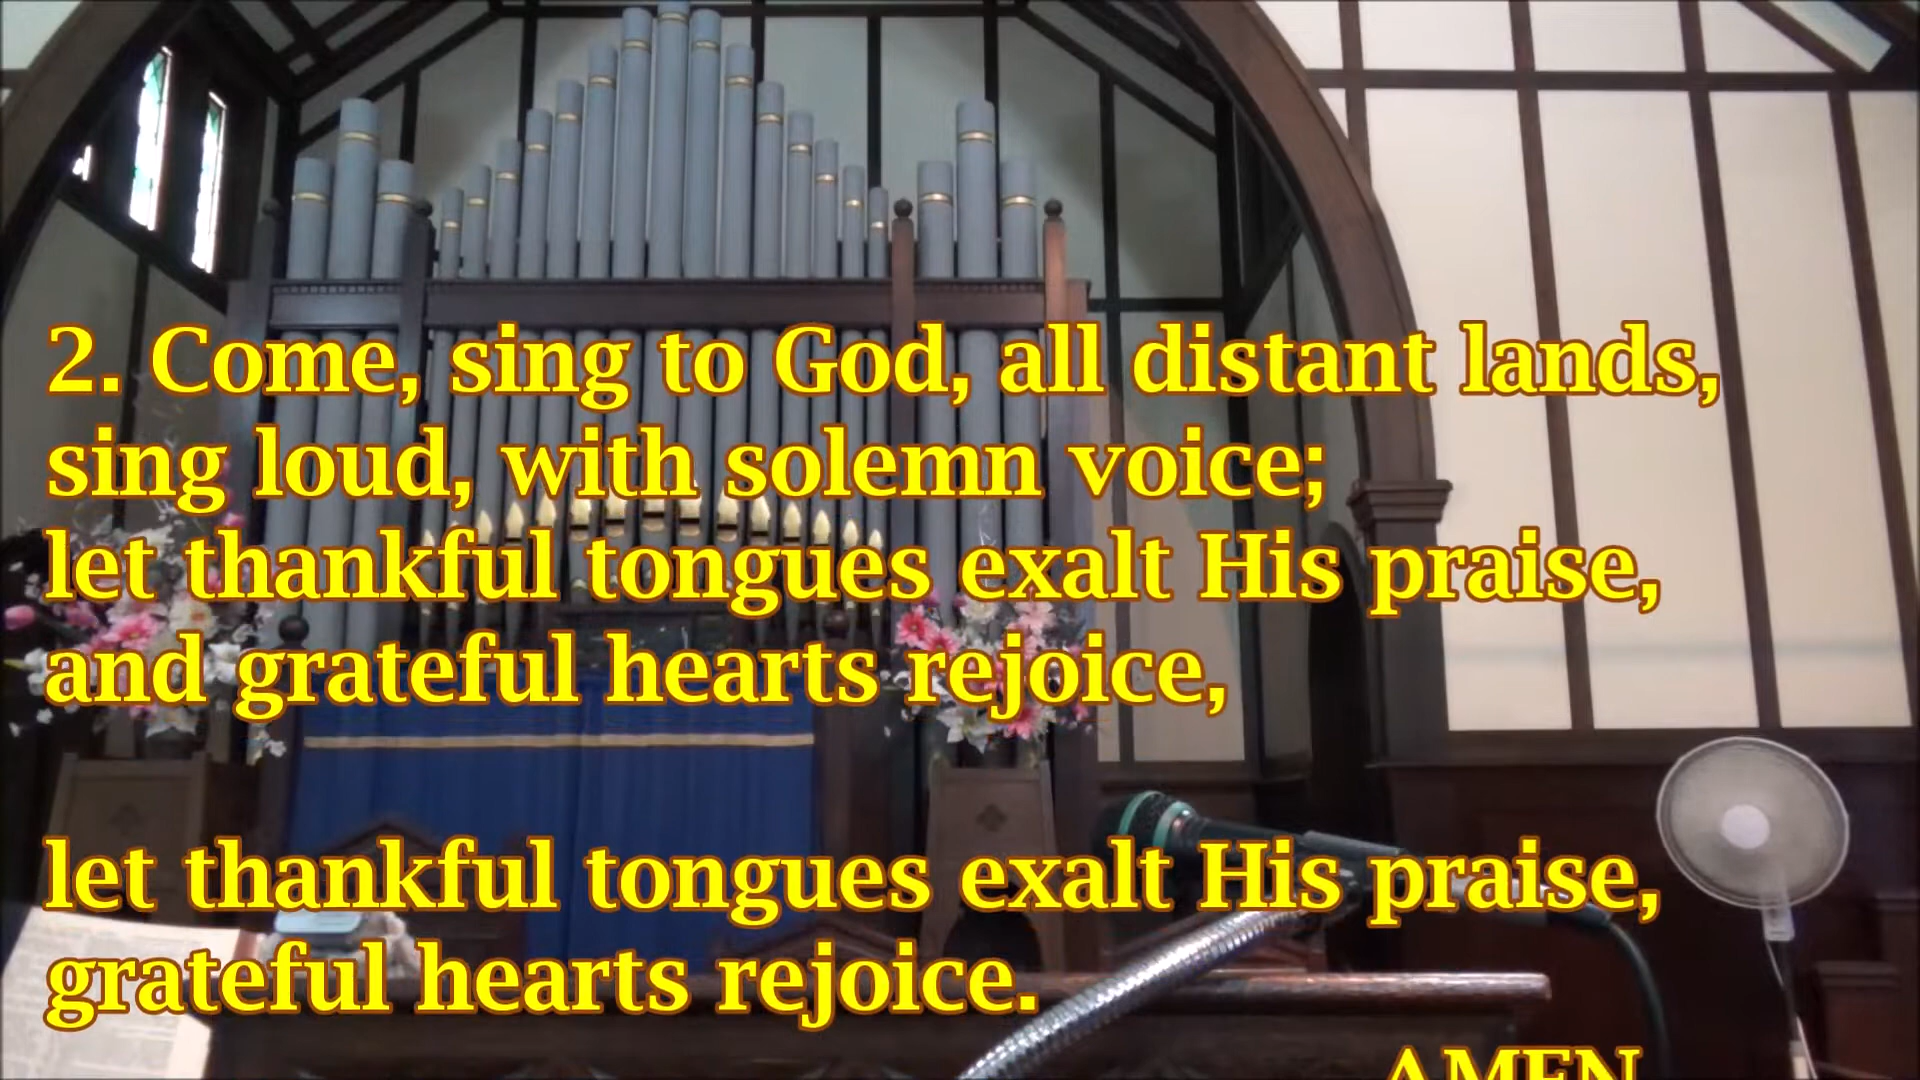 2. Come, sing to God, all distant lands,
sing loud, with solemn voice;
let thankful tongues exalt His praise,
and grateful hearts rejoice,
let thankful tongues exalt His praise,
grateful hearts rejoice.
AMEN